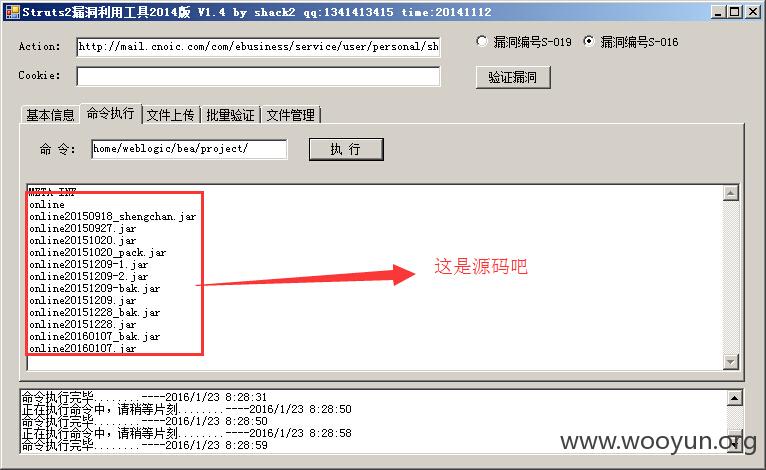 Struts2漏洞利用工具2014版 V1.4 by shack2 qq:1341413415 time:20141112
Action: http://mail.cnoic.com/com/ebusiness/service/user/personal/sh
漏洞编号S-019 漏洞编号S-016
Cookie:
验证漏洞
基本信息 命令执行 文件上传 批量验证 文件管理
命 令: home/weblogic/bea/project/ 执 行
META-INF
online
online20150918_shengchan.jar
online20150927.jar
online20151020.jar
online20151020_pack.jar
online20151209-1.jar
online20151209-2.jar
online20151209-bak.jar
online20151209.jar
online20151228_bak.jar
online20151228.jar
online20160107_bak.jar
online20160107.jar
这是源码吧
命令执行完毕........----2016/1/23 8:28:31
正在执行命令中,请稍等片刻........----2016/1/23 8:28:50
命令执行完毕........----2016/1/23 8:28:50
正在执行命令中,请稍等片刻........----2016/1/23 8:28:58
命令执行完毕........----2016/1/23 8:28:59
www.wooyun.org